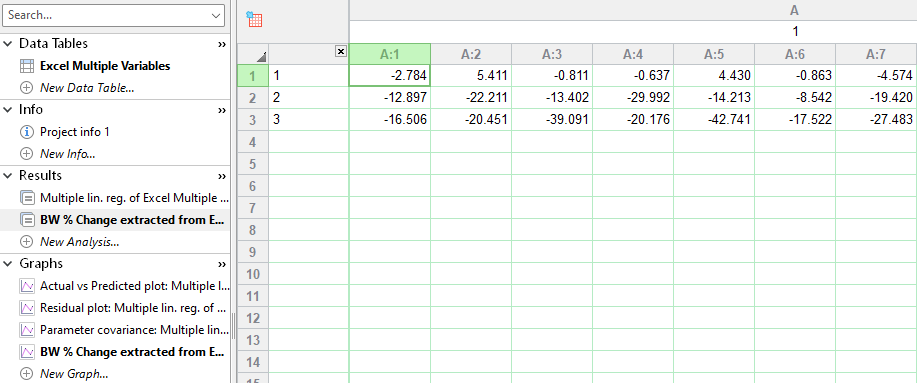 Search...
Data Tables ››
Excel Multiple Variables
New Data Table...
Info ››
Project info 1
New Info...
Results ››
Multiple lin. reg. of Excel Multiple ...
BW % Change extracted from E...
New Analysis...
Graphs ››
Actual vs Predicted plot: Multiple l...
Residual plot: Multiple lin. reg. of ...
Parameter covariance: Multiple lin...
BW % Change extracted from E...
New Graph...
A
1
A:1 A:2 A:3 A:4 A:5 A:6 A:7
1 1 -2.784 5.411 -0.811 -0.637 4.430 -0.863 -4.574
2 2 -12.897 -22.211 -13.402 -29.992 -14.213 -8.542 -19.420
3 3 -16.506 -20.451 -39.091 -20.176 -42.741 -17.522 -27.483
4
5
6
7
8
9
10
11
12
13
14
15